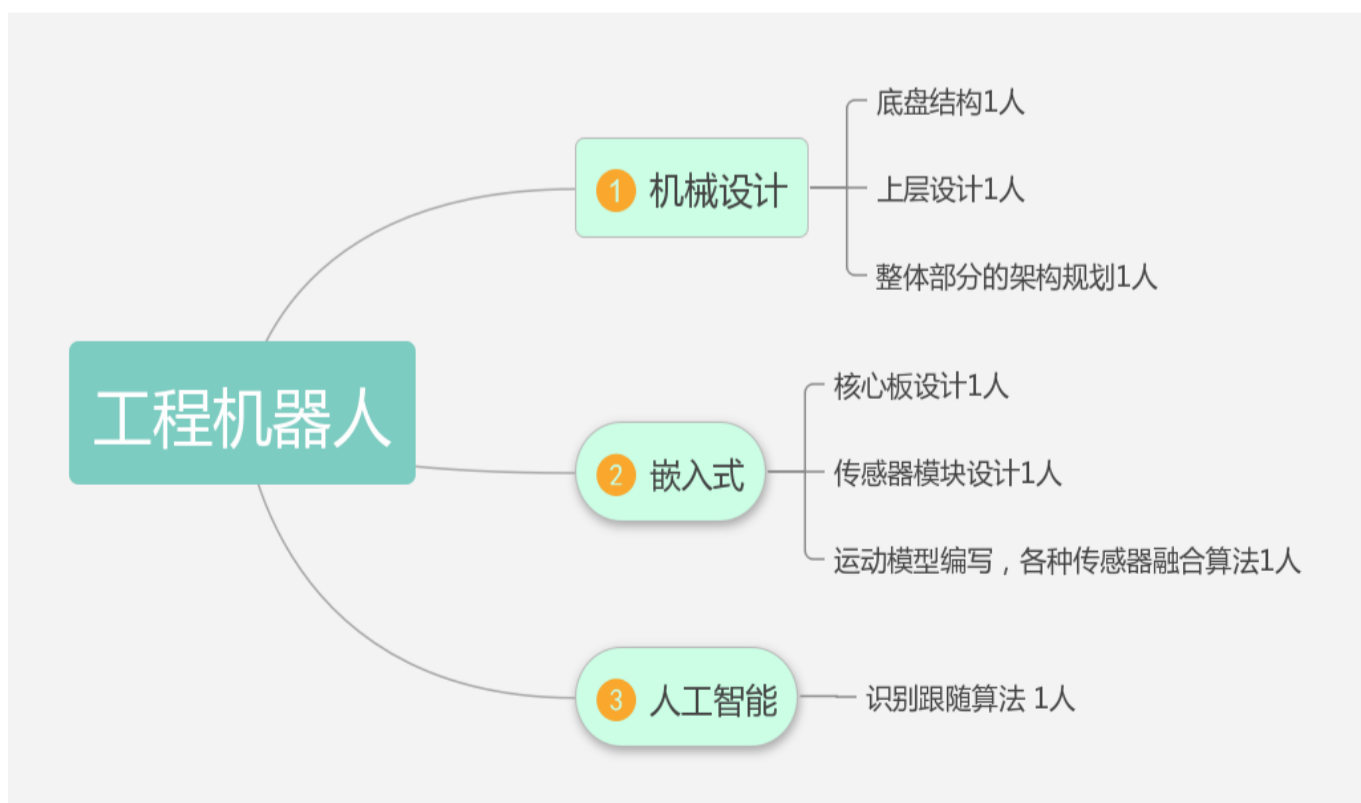 工程机器人
1 机械设计
底盘结构1人
上层设计1人
整体部分的架构规划1人
2 嵌入式
核心板设计1人
传感器模块设计1人
运动模型编写，各种传感器融合算法1人
3 人工智能
识别跟随算法 1人